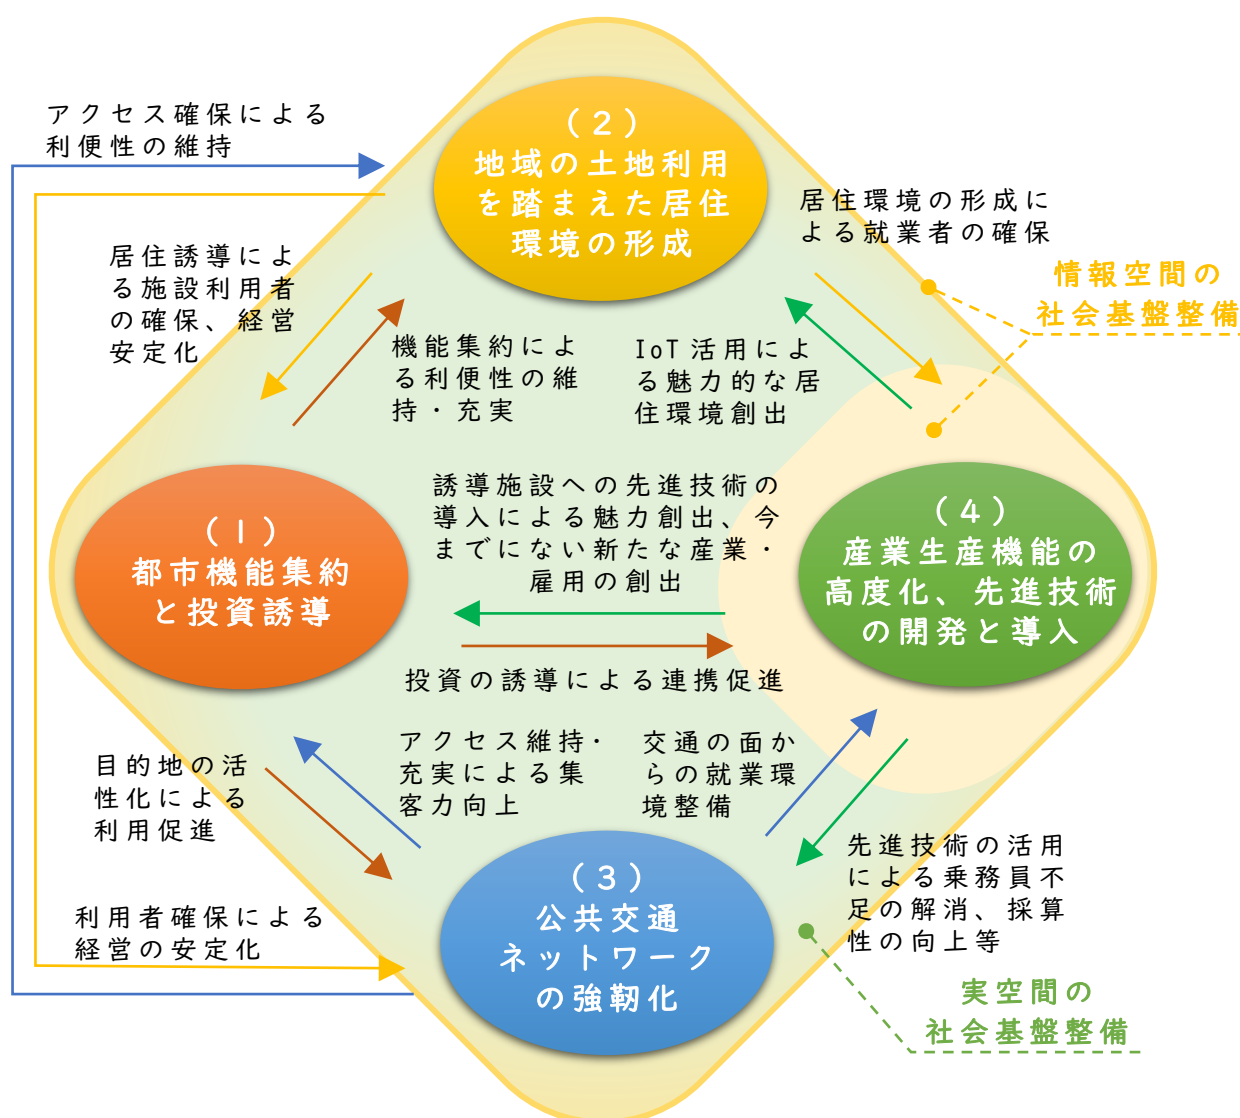 アクセス確保による
利便性の維持
(2)
地域の土地利用
を踏まえた居住
環境の形成
居住環境の形成に
よる就業者の確保
情報空間の
社会基盤整備
居住誘導によ
る施設利用者
の確保、経営
安定化
機能集約によ
る利便性の維
持・充実
IoT活用によ
る魅力的な居
住環境創出
誘導施設への先進技術の
導入による魅力創出、今
までにない新たな産業・
雇用の創出
(1)
都市機能集約
と投資誘導
(4)
産業生産機能の
高度化、先進技術
の開発と導入
投資の誘導による連携促進
目的地の活
性化による
利用促進
アクセス維持・
充実による集
客力向上
交通の面か
らの就業環
境整備
先進技術の活用
による乗務員不
足の解消、採算
性の向上等
利用者確保による
経営の安定化
(3)
公共交通
ネットワーク
の強靭化
実空間の
社会基盤整備